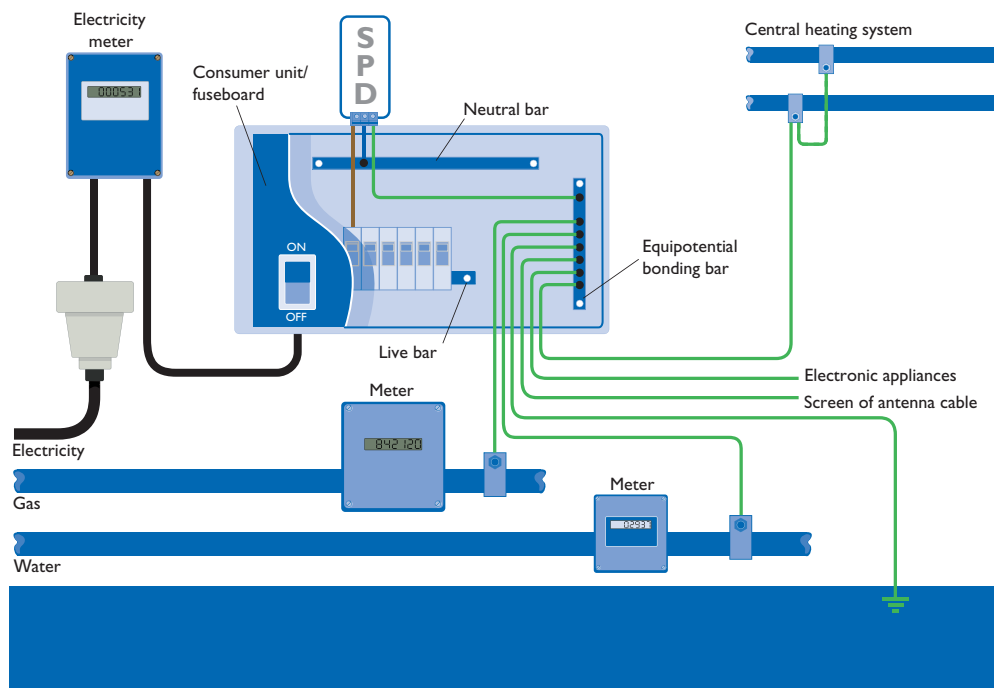 Electricity
meter
000531
Consumer unit/
fuseboard
S
P
D
Neutral bar
Central heating system
ON
OFF
Equipotential
bonding bar
Live bar
Electronic appliances
Screen of antenna cable
Meter
842120
Electricity
Gas
Meter
02937
Water